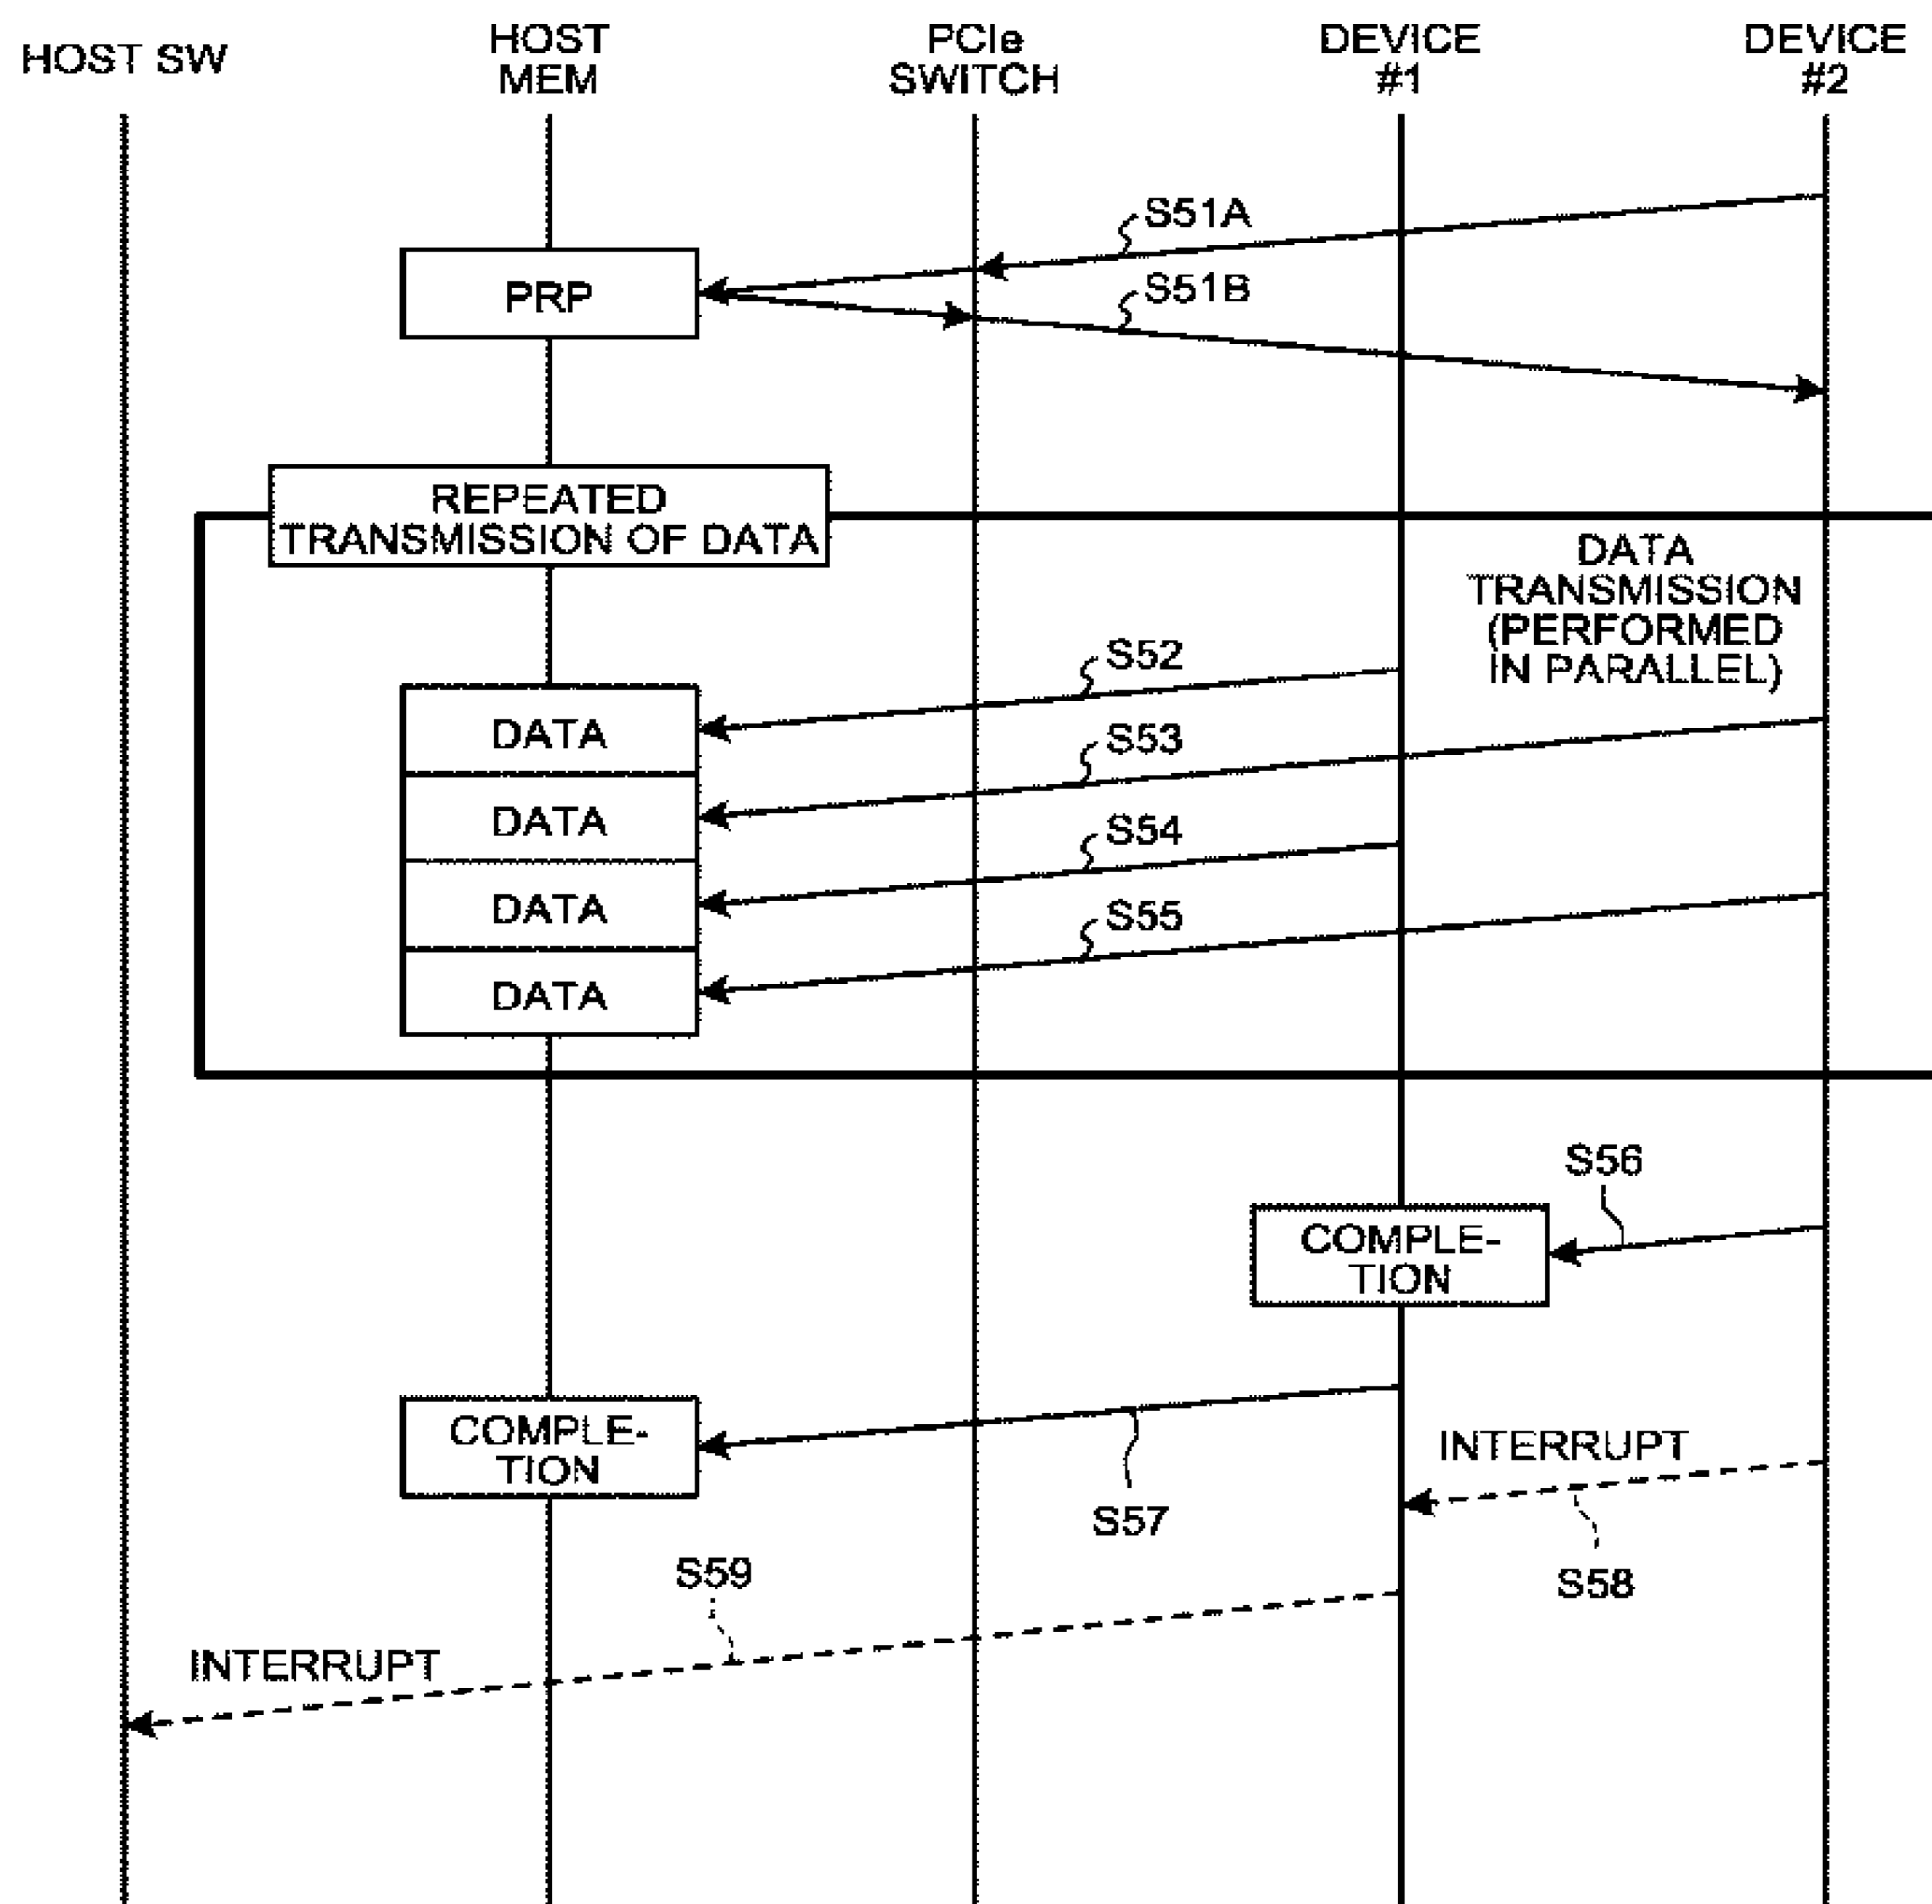 HOST SW
HOST
MEM
PCIe
SWITCH
DEVICE
#1
DEVICE
#2
S51A
PRP
S51B
REPEATED
TRANSMISSION OF DATA
DATA
TRANSMISSION
(PERFORMED
IN PARALLEL)
S52
DATA
S53
DATA
S54
DATA
S55
DATA
S56
COMPLE-
TION
COMPLE-
TION
INTERRUPT
S57
S58
S59
INTERRUPT